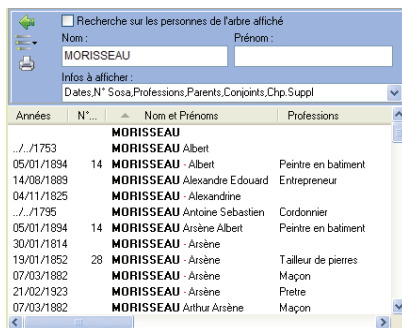 Recherche sur les personnes de l'arbre affiché
Nom : Prénom :
MORISSEAU
Infos à afficher :
Dates,N° Sosa,Professions,Parents,Conjoints,Chp.Suppl
Années N°... Nom et Prénoms Professions
MORISSEAU
../../1753 MORISSEAU Albert
05/01/1894 14 MORISSEAU - Albert Peintre en batiment
14/08/1889 MORISSEAU Alexandre Edouard Entrepreneur
04/11/1825 MORISSEAU - Alexandrine
../../1795 MORISSEAU Antoine Sebastien Cordonnier
05/01/1894 14 MORISSEAU Arsène Albert Peintre en batiment
30/01/1814 MORISSEAU - Arsène
19/01/1852 28 MORISSEAU - Arsène Tailleur de pierres
07/03/1882 MORISSEAU - Arsène Maçon
21/02/1923 MORISSEAU - Arsène Pretre
07/03/1882 MORISSEAU Arthur Arsène Maçon